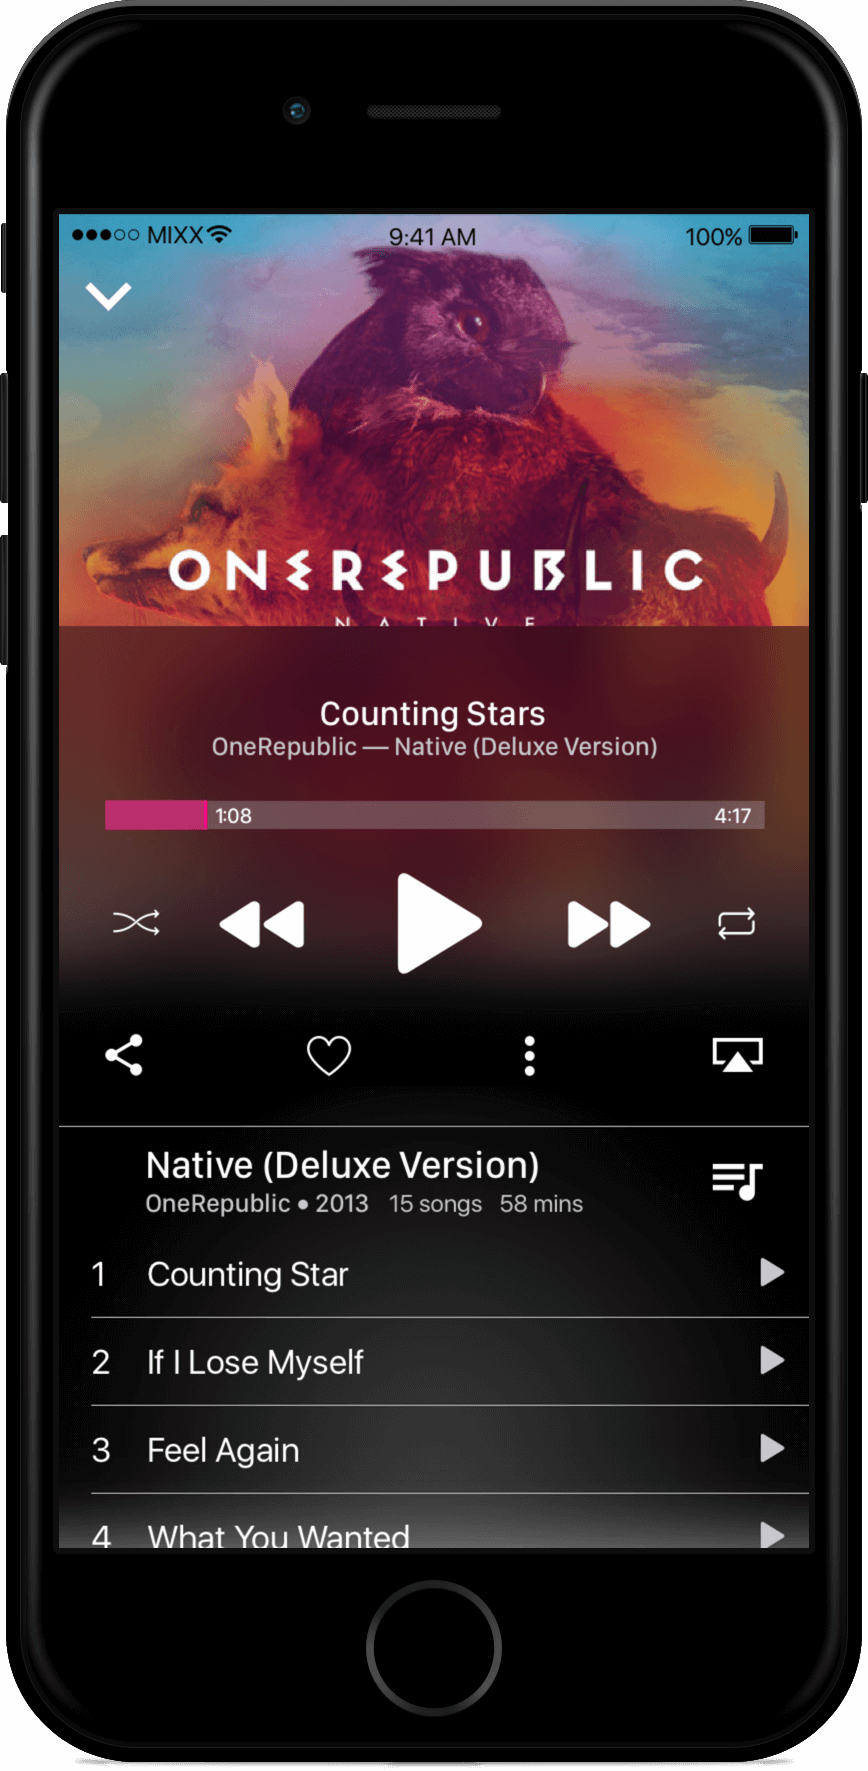 MIXX 9:41 AM 100%
ONEREPUBLIC
NATIVE
Counting Stars
OneRepublic — Native (Deluxe Version)
1:08 4:17
Native (Deluxe Version)
OneRepublic • 2013 15 songs 58 mins
1 Counting Star
2 If I Lose Myself
3 Feel Again
4 What You Wanted